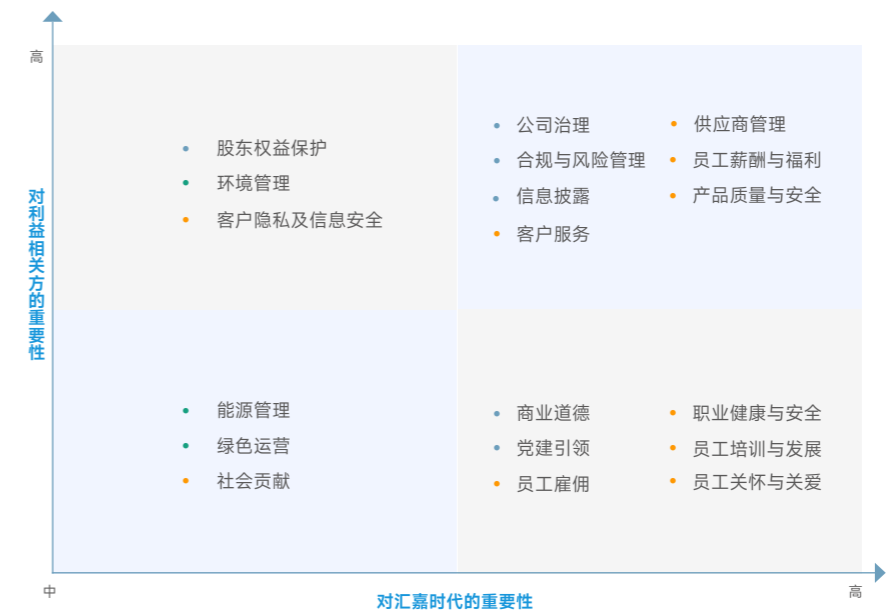 高
对利益相关方的重要性
股东权益保护
环境管理
客户隐私及信息安全
公司治理
合规与风险管理
信息披露
客户服务
供应商管理
员工薪酬与福利
产品质量与安全
能源管理
绿色运营
社会贡献
商业道德
党建引领
员工雇佣
职业健康与安全
员工培训与发展
员工关怀与关爱
中
对汇嘉时代的重要性
高